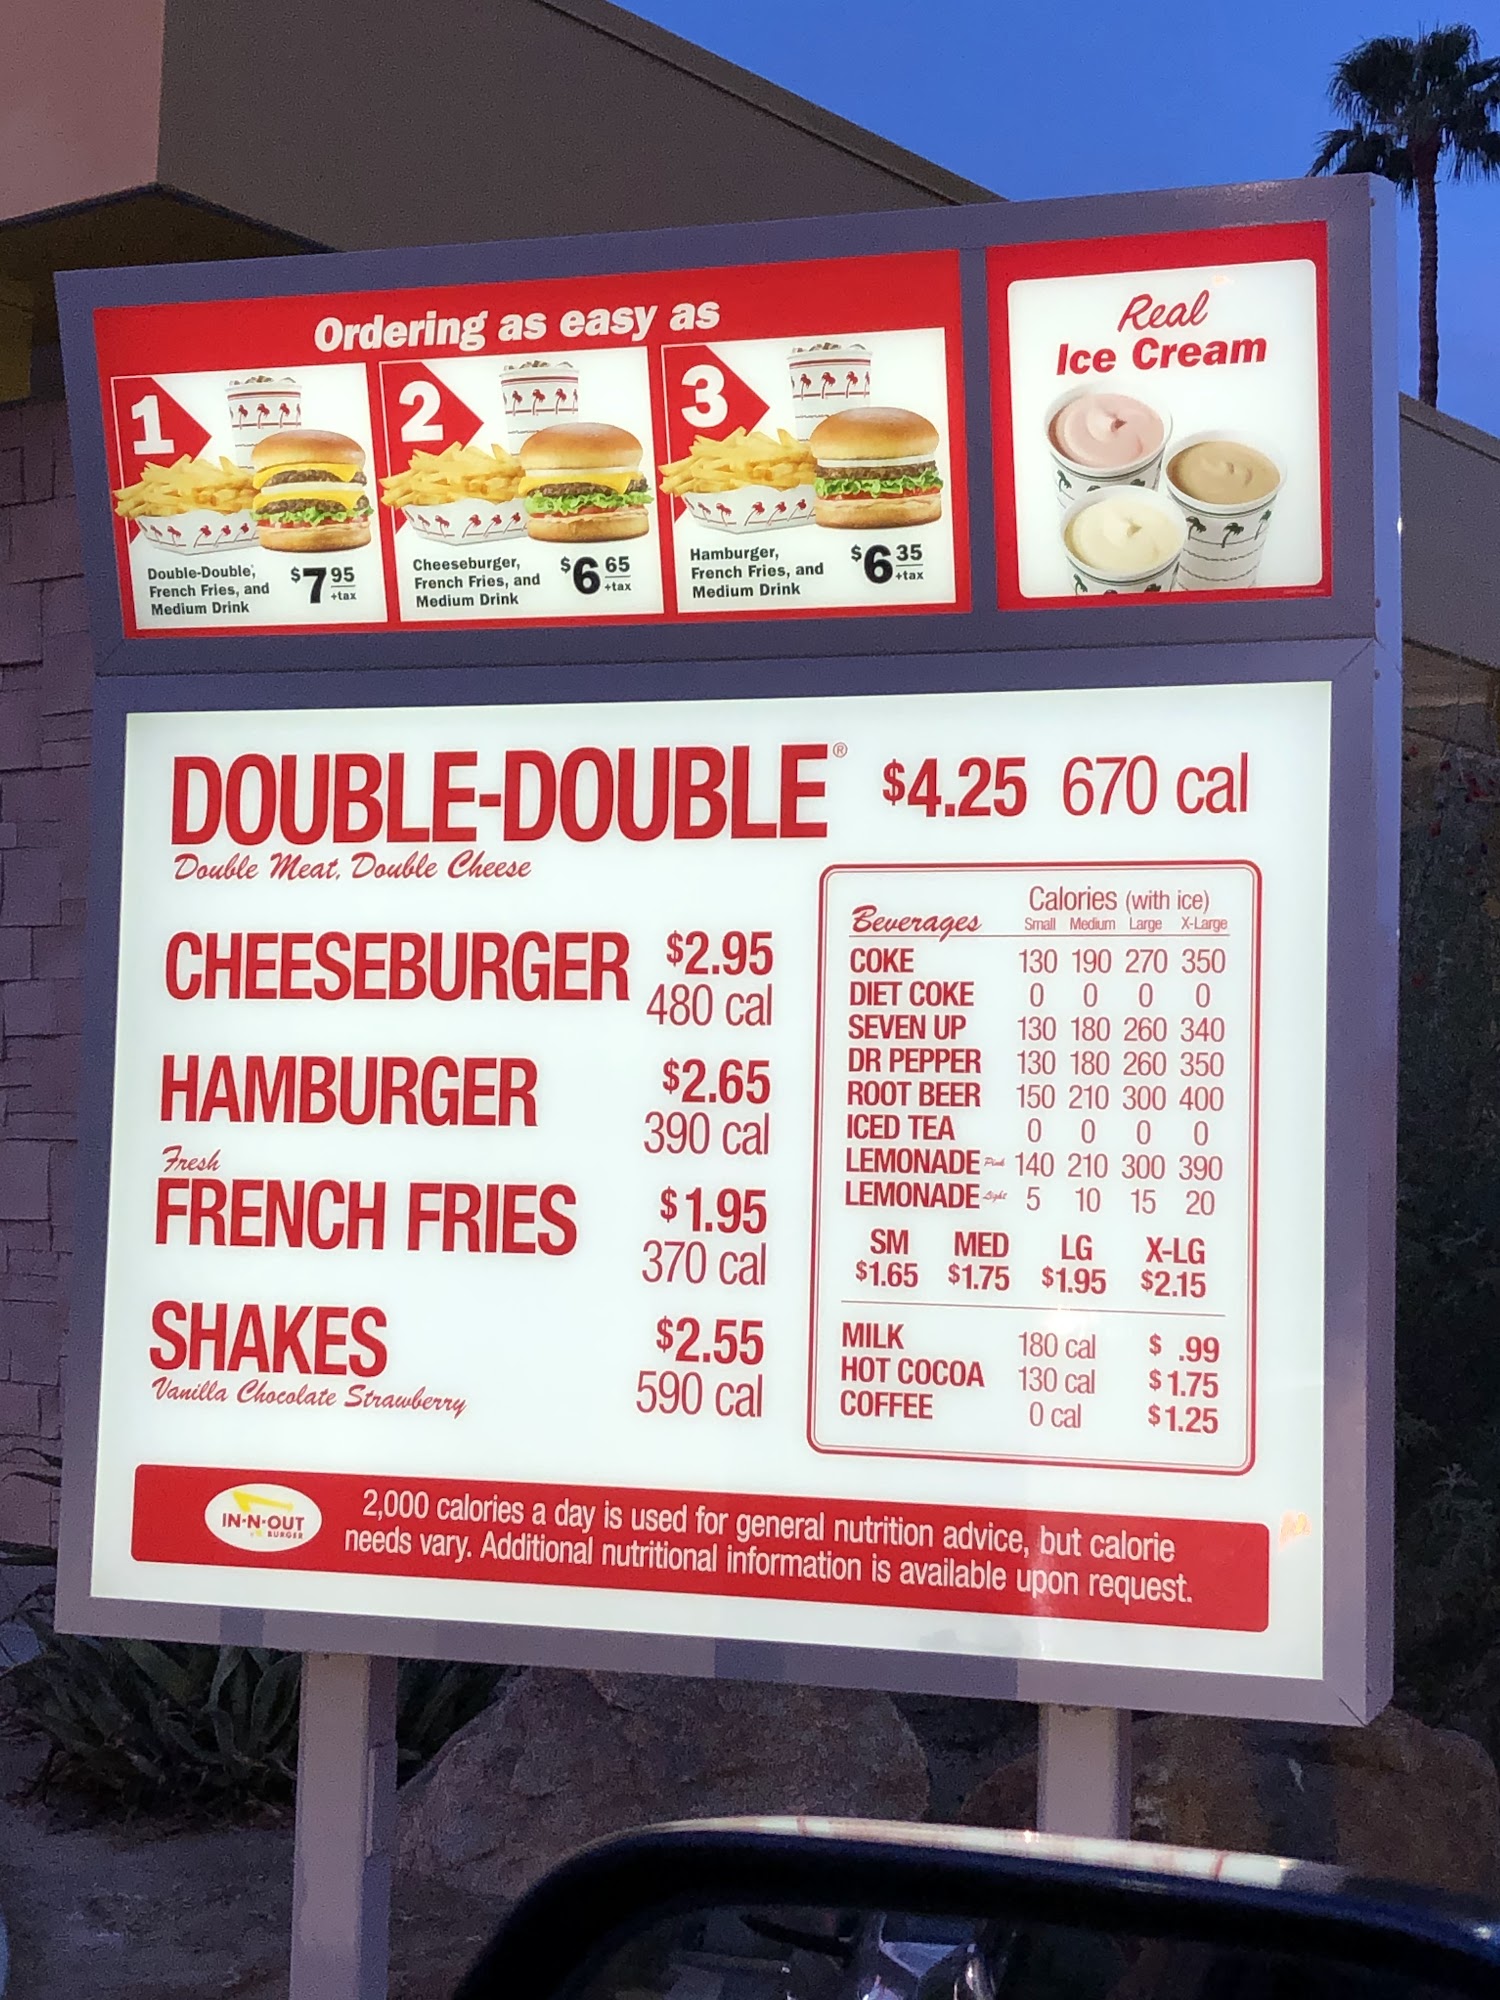 Ordering as easy as
1
Double-Double,
French Fries, and
Medium Drink
$7 95
+tax
2
Cheeseburger,
French Fries, and
Medium Drink
$6 65
+tax
3
Hamburger,
French Fries, and
Medium Drink
$6 35
+tax
Real
Ice Cream
DOUBLE-DOUBLE® $4.25 670 cal
Double Meat, Double Cheese
CHEESEBURGER $2.95
480 cal
HAMBURGER $2.65
390 cal
Fresh
FRENCH FRIES $1.95
370 cal
SHAKES $2.55
Vanilla Chocolate Strawberry 590 cal
Calories (with ice)
Beverages Small Medium Large X-Large
COKE 130 190 270 350
DIET COKE 0 0 0 0
SEVEN UP 130 180 260 340
DR PEPPER 130 180 260 350
ROOT BEER 150 210 300 400
ICED TEA 0 0 0 0
LEMONADE Pink 140 210 300 390
LEMONADE Light 5 10 15 20
SM MED LG X-LG
$1.65 $1.75 $1.95 $2.15
MILK 180 cal $ .99
HOT COCOA 130 cal $1.75
COFFEE 0 cal $1.25
IN-N-OUT
BURGER
2,000 calories a day is used for general nutrition advice, but calorie
needs vary. Additional nutritional information is available upon request.